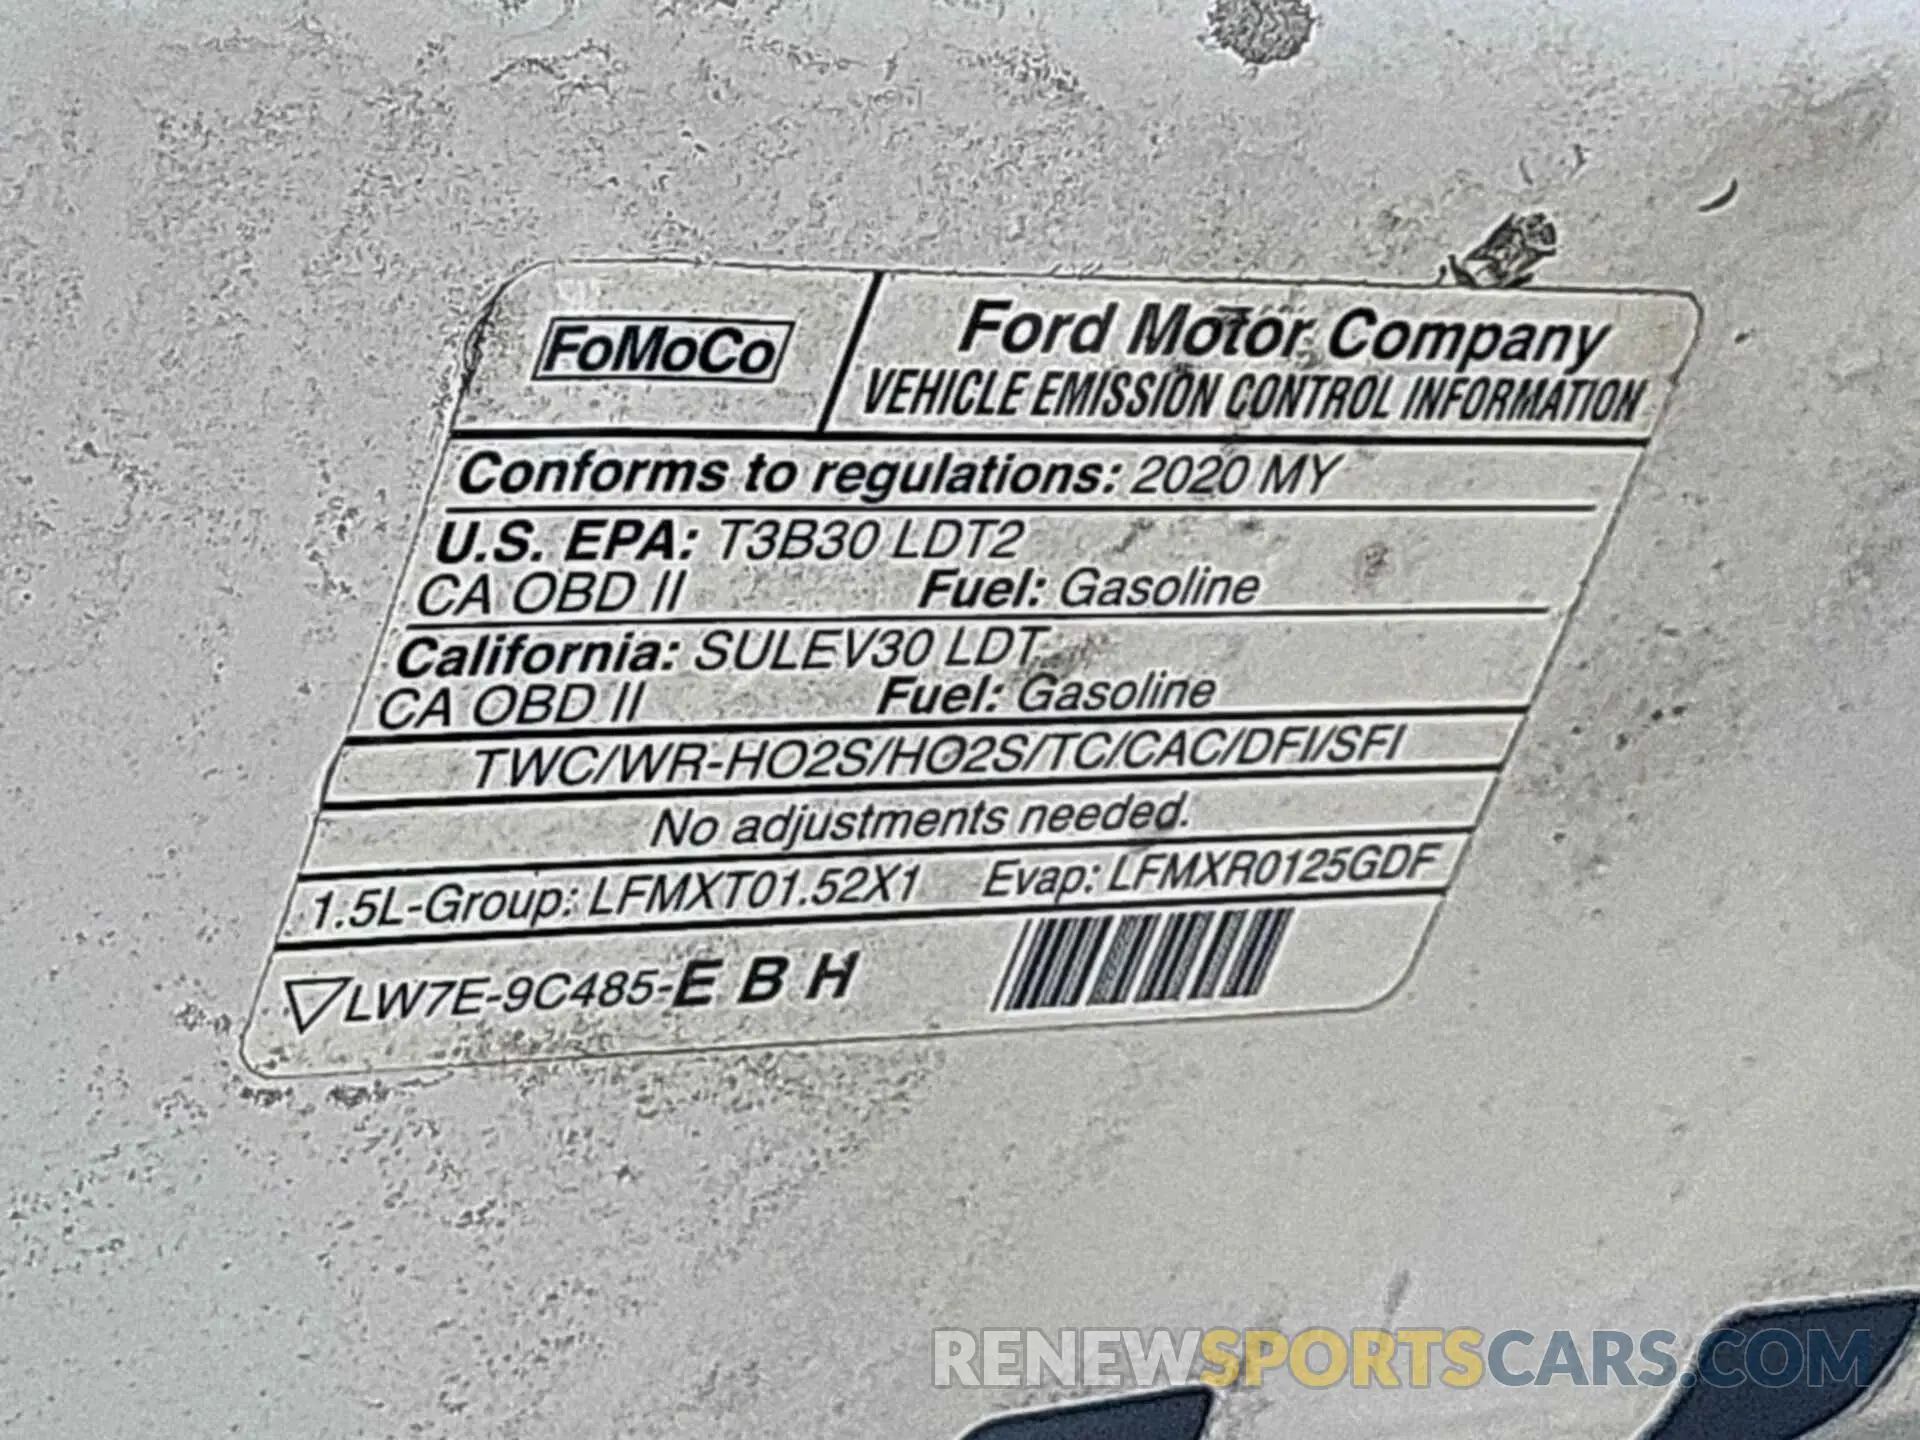 FoMoCo
Ford Motor Company
VEHICLE EMISSION CONTROL INFORMATION
Conforms to regulations: 2020 MY
U.S. EPA: T3B30 LDT2
CA OBD II Fuel: Gasoline
California: SULEV30 LDT
CA OBD II Fuel: Gasoline
TWC/WR-HO2S/HO2S/TC/CAC/DFI/SFI
No adjustments needed.
1.5L-Group: LFMXT01.52X1 Evap: LFMXR0125GDF
LW7E-9C485-E B H
RENEWSPORTSCARS.COM